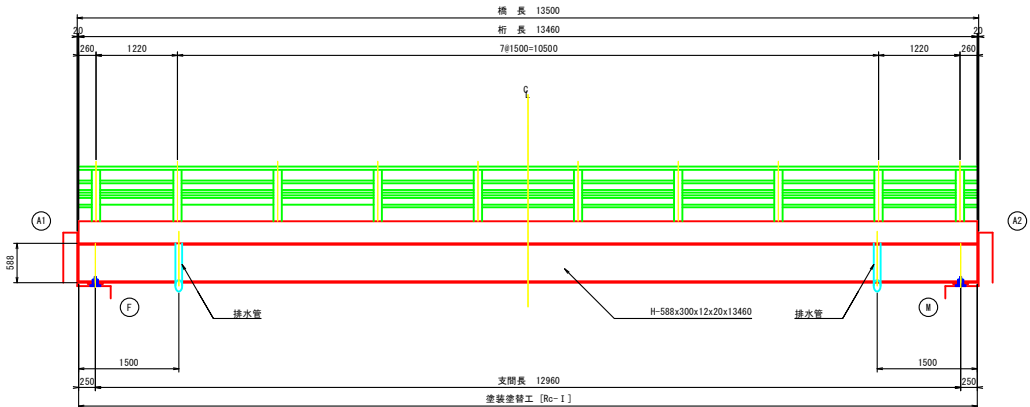 橋 長 13500
20 桁 長 13460 20
260 1220 7@1500=10500 1220 260
C
L
A1 A2
588
F M
排水管 H-588x300x12x20x13460 排水管
1500 1500
250 支間長 12960 250
塗装塗替工 [Rc-Ⅰ]